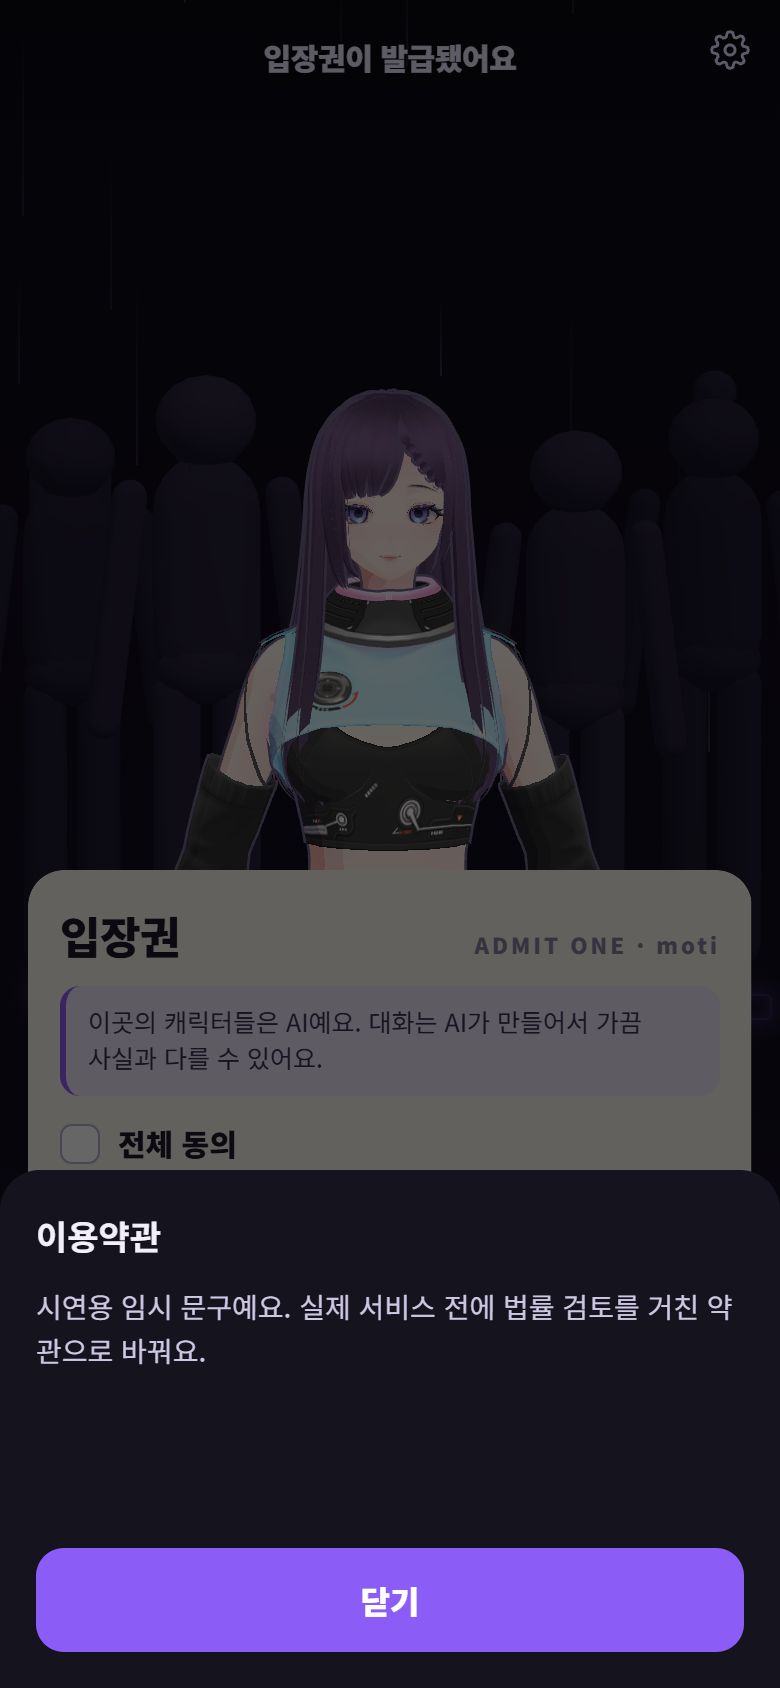 입장권이 발급됐어요
입장권
ADMIT ONE · moti
이곳의 캐릭터들은 AI예요. 대화는 AI가 만들어서 가끔
사실과 다를 수 있어요.
전체 동의
이용약관
시연용 임시 문구예요. 실제 서비스 전에 법률 검토를 거친 약
관으로 바꿔요.
닫기